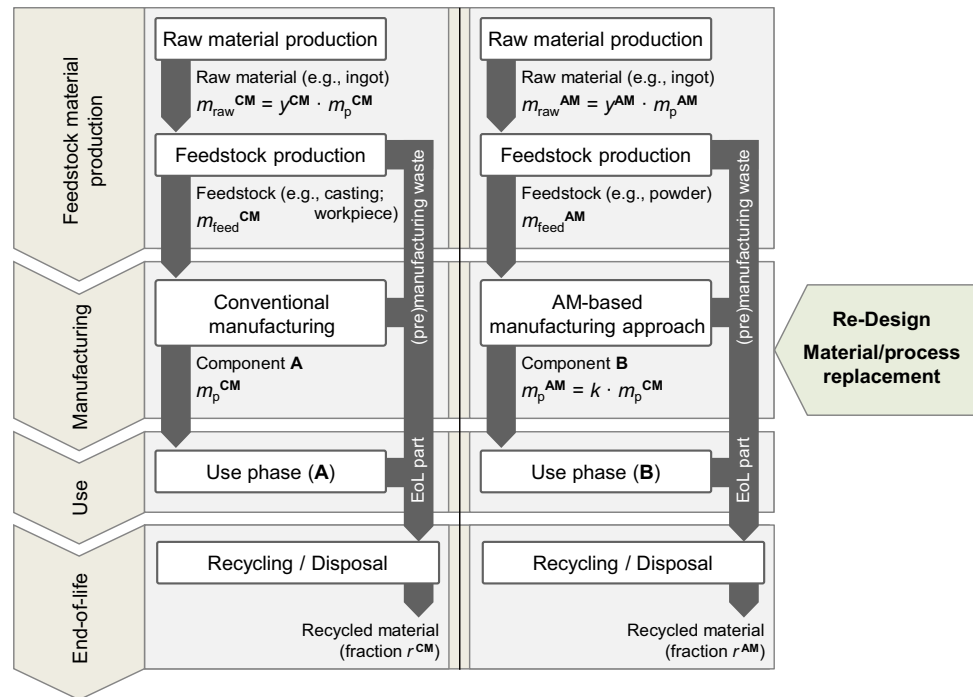 Feedstock material
production
Raw material production
Raw material (e.g., ingot)
m_raw^CM = y^CM · m_p^CM
Feedstock production
Feedstock (e.g., casting;
workpiece)
m_feed^CM
(pre)manufacturing waste
Raw material production
Raw material (e.g., ingot)
m_raw^AM = y^AM · m_p^AM
Feedstock production
Feedstock (e.g., powder)
m_feed^AM
(pre)manufacturing waste
Manufacturing
Conventional
manufacturing
Component A
m_p^CM
AM-based
manufacturing approach
Component B
m_p^AM = k · m_p^CM
Re-Design
Material/process
replacement
Use
Use phase (A)
EoL part
Use phase (B)
EoL part
End-of-life
Recycling / Disposal
Recycled material
(fraction r^CM)
Recycling / Disposal
Recycled material
(fraction r^AM)